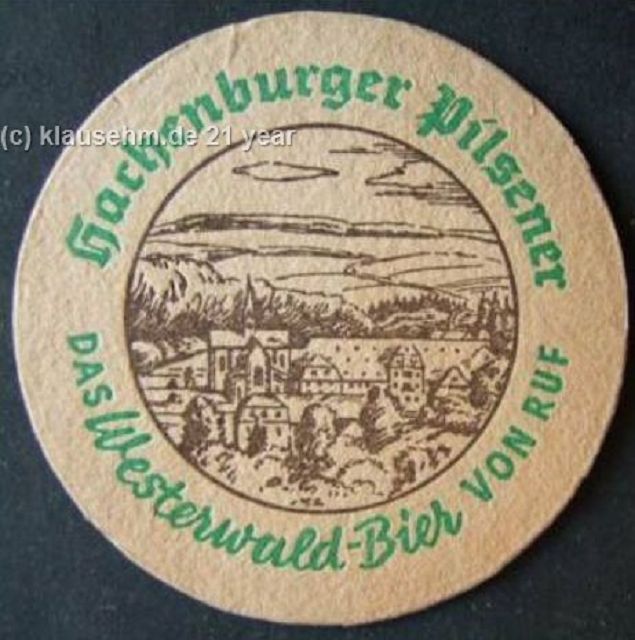 Hachenburger Pilsener
DAS Westerwald-Bier VON RUF
(c) klausehm.de 21 year